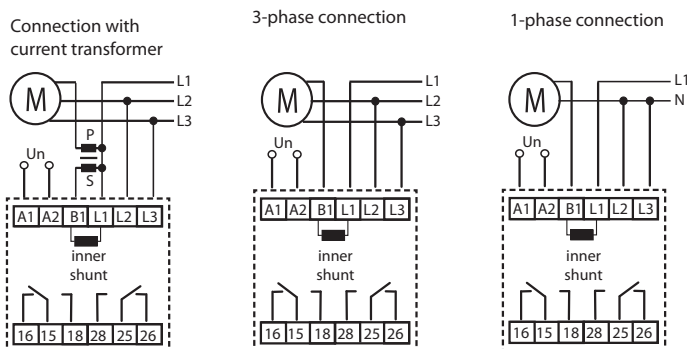 Connection with
current transformer
L1
M
L2
L3
P
Un
S
A1 A2 B1 L1 L2 L3
inner
shunt
16 15 18 28 25 26
3-phase connection
L1
M
L2
L3
Un
A1 A2 B1 L1 L2 L3
inner
shunt
16 15 18 28 25 26
1-phase connection
L1
M
N
Un
A1 A2 B1 L1 L2 L3
inner
shunt
16 15 18 28 25 26